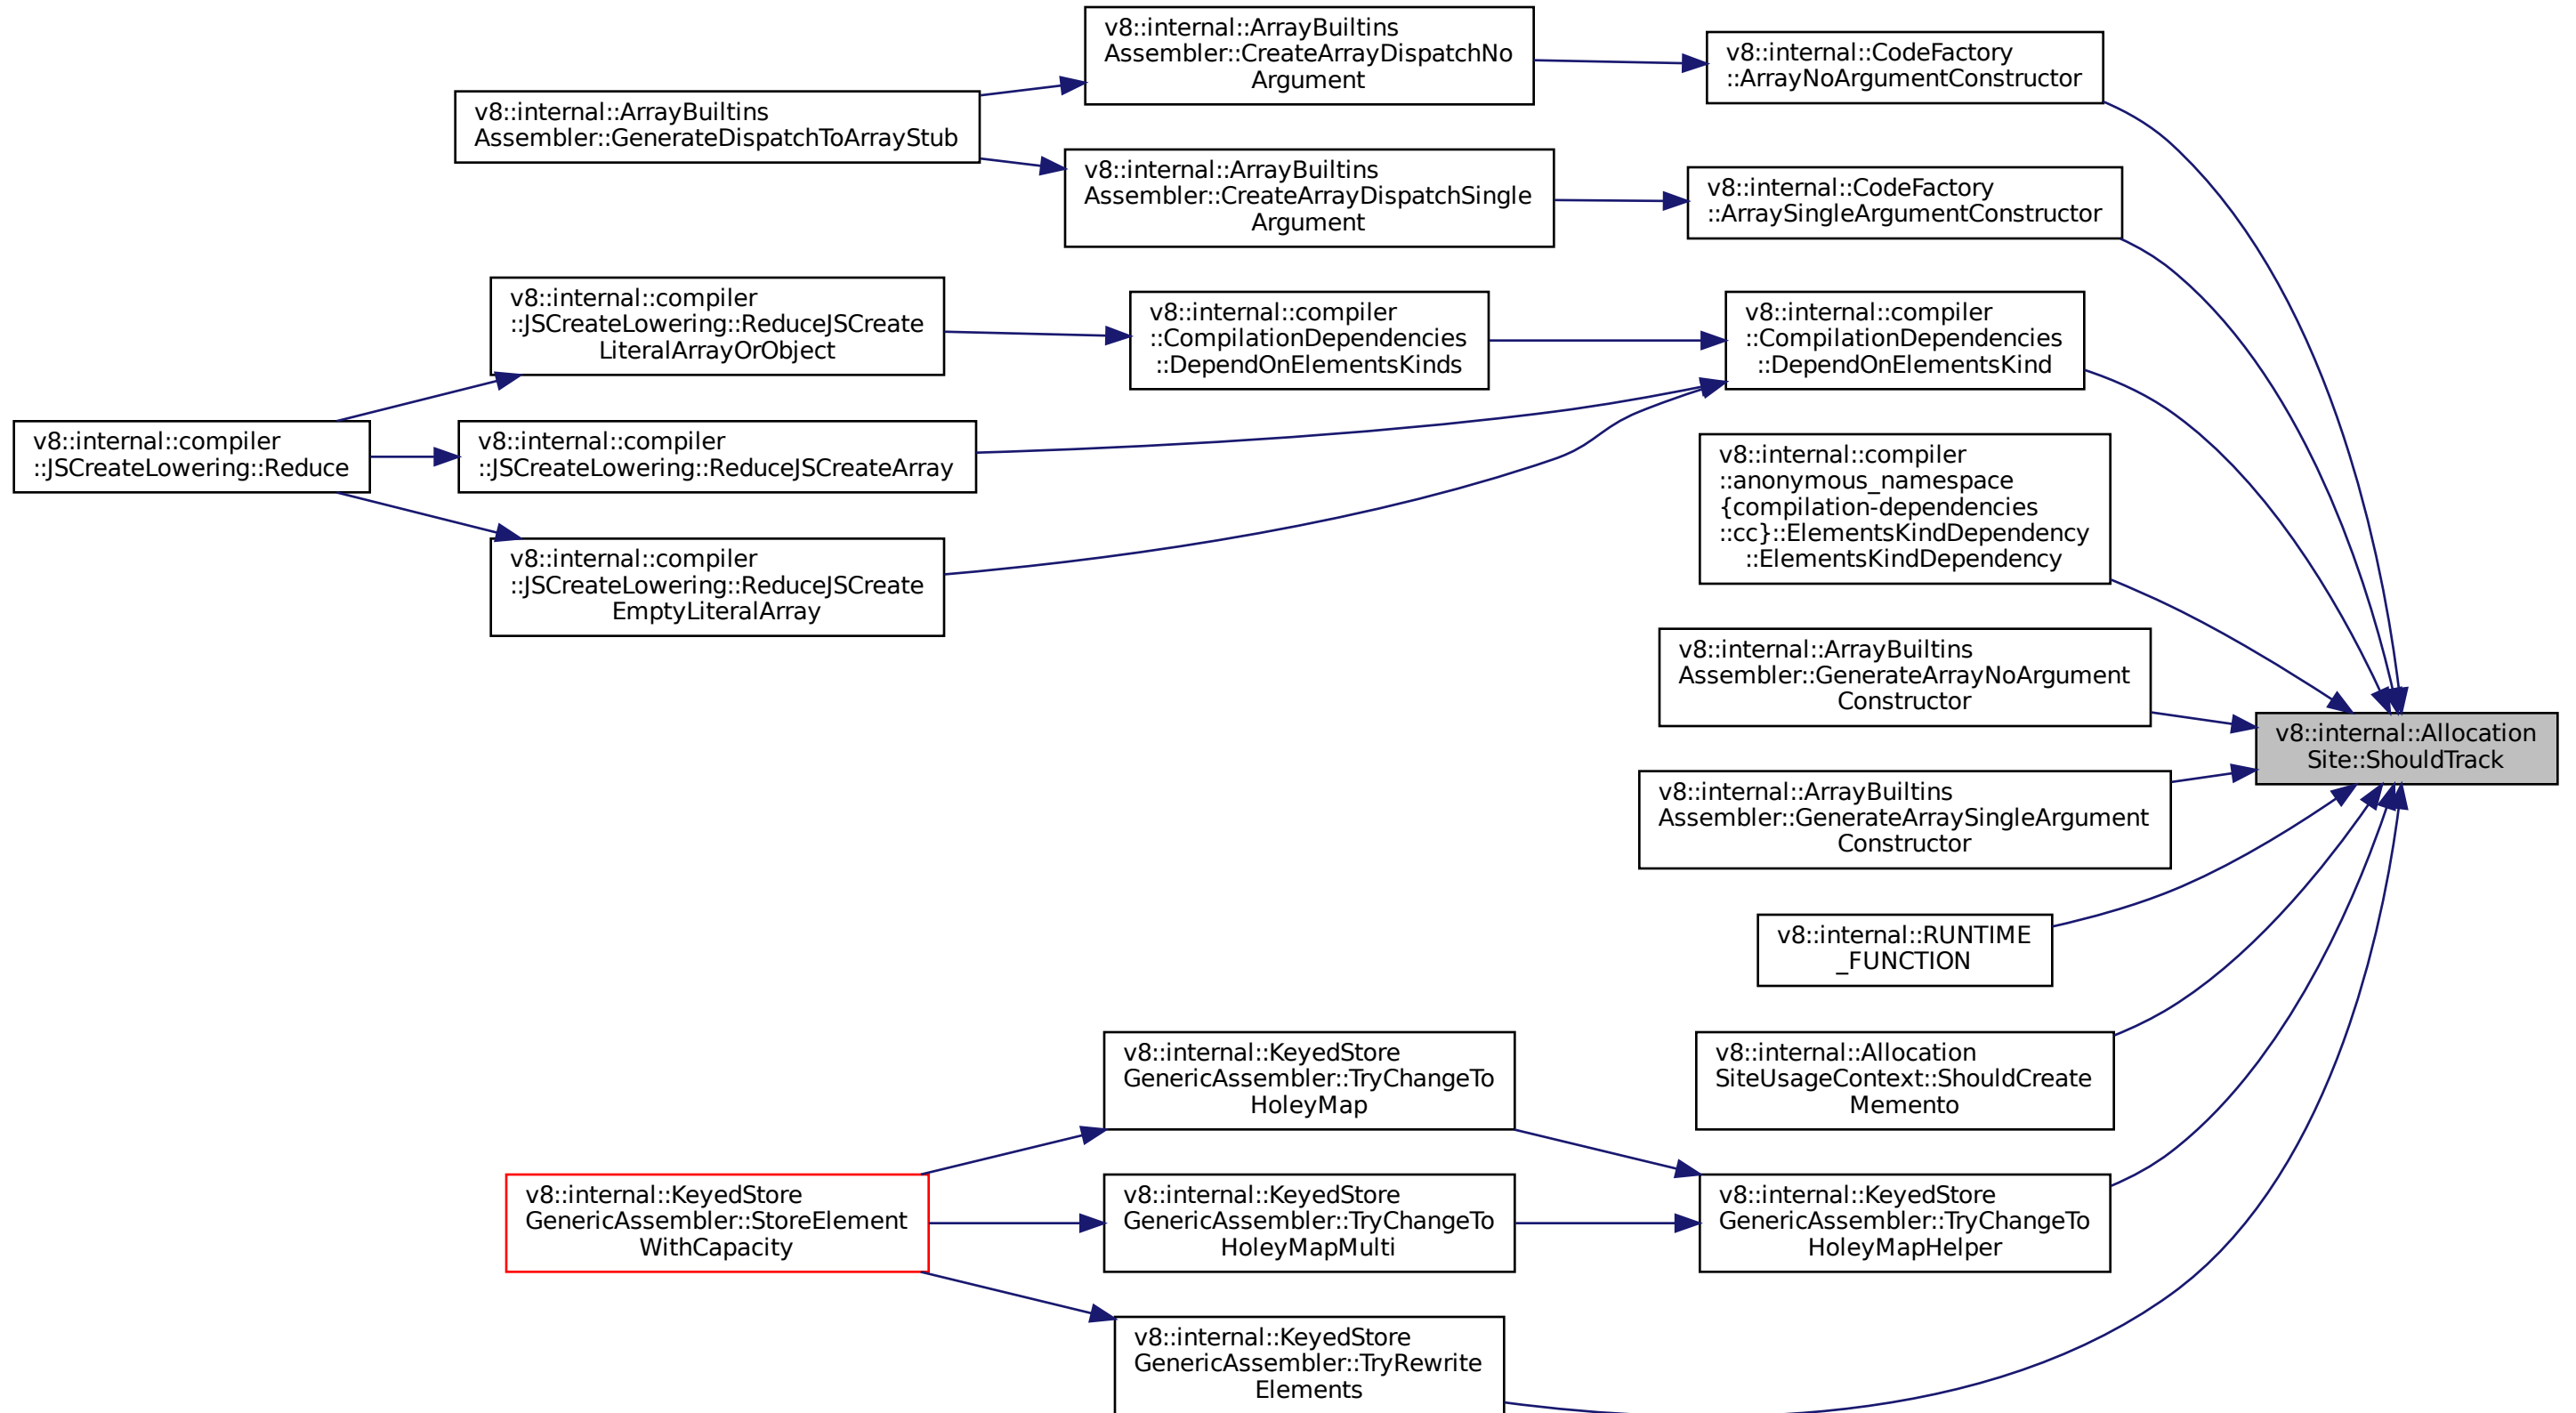 v8::internal::ArrayBuiltins
Assembler::CreateArrayDispatchNo
Argument
v8::internal::CodeFactory
::ArrayNoArgumentConstructor
v8::internal::ArrayBuiltins
Assembler::GenerateDispatchToArrayStub
v8::internal::ArrayBuiltins
Assembler::CreateArrayDispatchSingle
Argument
v8::internal::CodeFactory
::ArraySingleArgumentConstructor
v8::internal::compiler
::JSCreateLowering::ReduceJSCreate
LiteralArrayOrObject
v8::internal::compiler
::CompilationDependencies
::DependOnElementsKinds
v8::internal::compiler
::CompilationDependencies
::DependOnElementsKind
v8::internal::compiler
::JSCreateLowering::Reduce
v8::internal::compiler
::JSCreateLowering::ReduceJSCreateArray
v8::internal::compiler
::anonymous_namespace
{compilation-dependencies
::cc}::ElementsKindDependency
::ElementsKindDependency
v8::internal::compiler
::JSCreateLowering::ReduceJSCreate
EmptyLiteralArray
v8::internal::ArrayBuiltins
Assembler::GenerateArrayNoArgument
Constructor
v8::internal::Allocation
Site::ShouldTrack
v8::internal::ArrayBuiltins
Assembler::GenerateArraySingleArgument
Constructor
v8::internal::RUNTIME
_FUNCTION
v8::internal::KeyedStore
GenericAssembler::TryChangeTo
HoleyMap
v8::internal::Allocation
SiteUsageContext::ShouldCreate
Memento
v8::internal::KeyedStore
GenericAssembler::StoreElement
WithCapacity
v8::internal::KeyedStore
GenericAssembler::TryChangeTo
HoleyMapMulti
v8::internal::KeyedStore
GenericAssembler::TryChangeTo
HoleyMapHelper
v8::internal::KeyedStore
GenericAssembler::TryRewrite
Elements